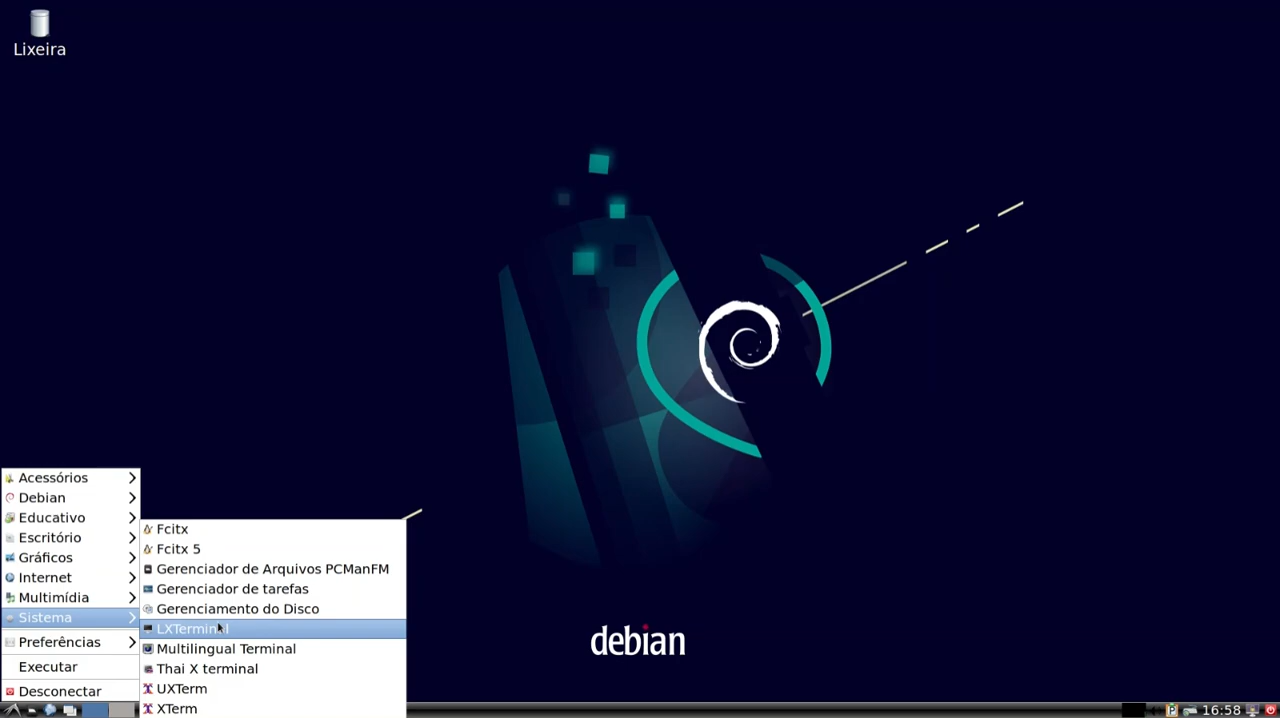 Lixeira
debian
Acessórios
Debian
Educativo
Escritório
Gráficos
Internet
Multimídia
Sistema
Preferências
Executar
Desconectar
Fcitx
Fcitx 5
Gerenciador de Arquivos PCManFM
Gerenciador de tarefas
Gerenciamento do Disco
LXTerminal
Multilingual Terminal
Thai X terminal
UXTerm
XTerm
16:58